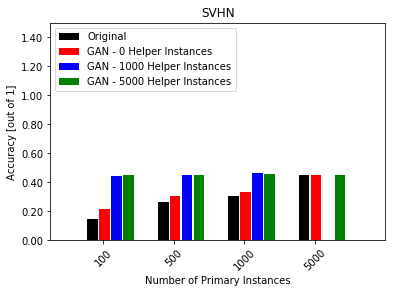 SVHN
Original
GAN - 0 Helper Instances
GAN - 1000 Helper Instances
GAN - 5000 Helper Instances
Accuracy [out of 1]
1.40
1.20
1.00
0.80
0.60
0.40
0.20
0.00
100
500
1000
5000
Number of Primary Instances